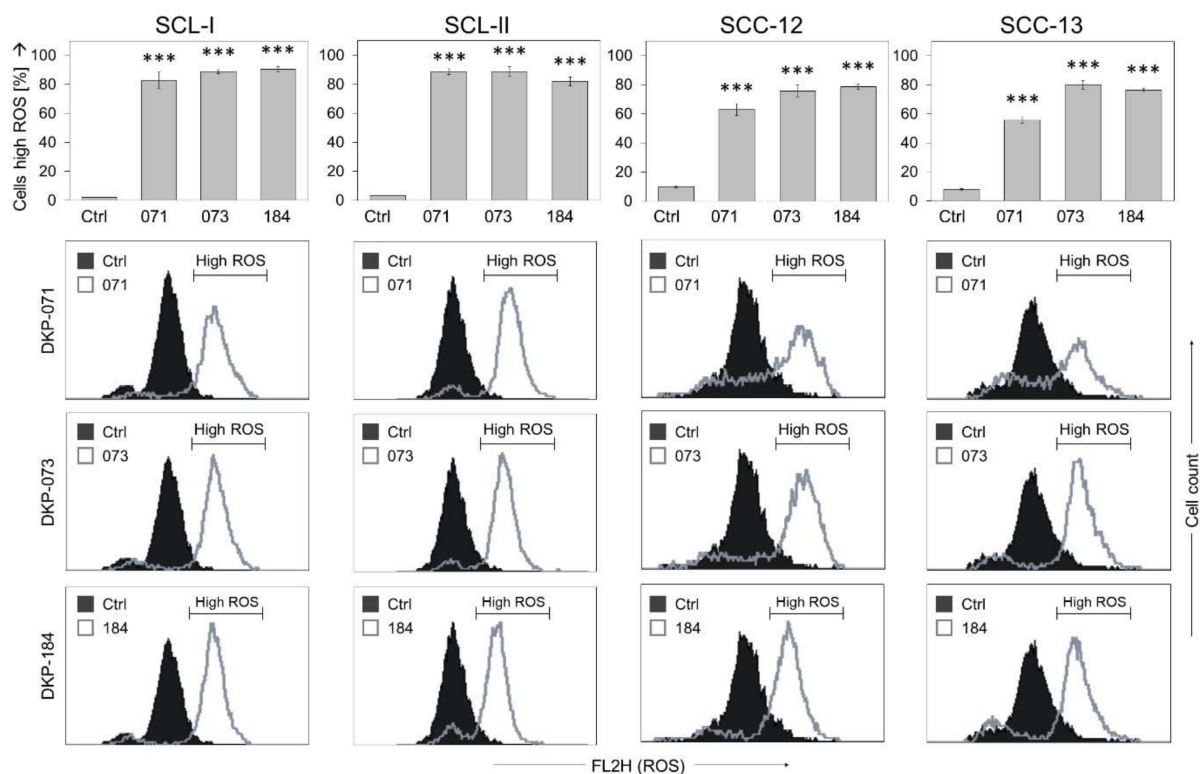 SCL-I SCL-II SCC-12 SCC-13
Cells high ROS [%] →
100 *** *** *** 100 *** *** *** 100 *** *** *** 100 *** *** ***
80 80 80 80
60 60 60 60
40 40 40 40
20 20 20 20
0 0 0 0
Ctrl 071 073 184 Ctrl 071 073 184 Ctrl 071 073 184 Ctrl 071 073 184
DKP-071
Ctrl High ROS Ctrl High ROS Ctrl High ROS Ctrl High ROS
071 071 071 071
DKP-073
Ctrl High ROS Ctrl High ROS Ctrl High ROS Ctrl High ROS
073 073 073 073
DKP-184
Ctrl High ROS Ctrl High ROS Ctrl High ROS Ctrl High ROS
184 184 184 184
Cell count
FL2H (ROS)